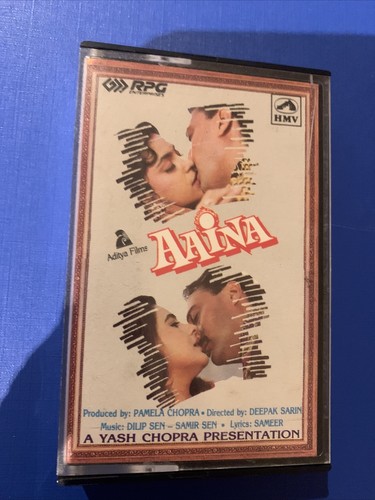 RPG
ENTERPRISES
HMV
Aditya Films
AAINA
Produced by: PAMELA CHOPRA • Directed by: DEEPAK SARIN
Music: DILIP SEN – SAMIR SEN • Lyrics: SAMEER
A YASH CHOPRA PRESENTATION